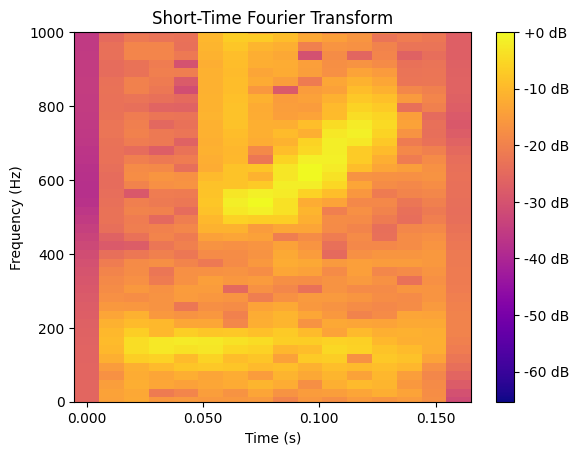 Short-Time Fourier Transform
1000
800
600
400
200
0
Frequency (Hz)
0.000
0.050
0.100
0.150
Time (s)
+0 dB
-10 dB
-20 dB
-30 dB
-40 dB
-50 dB
-60 dB